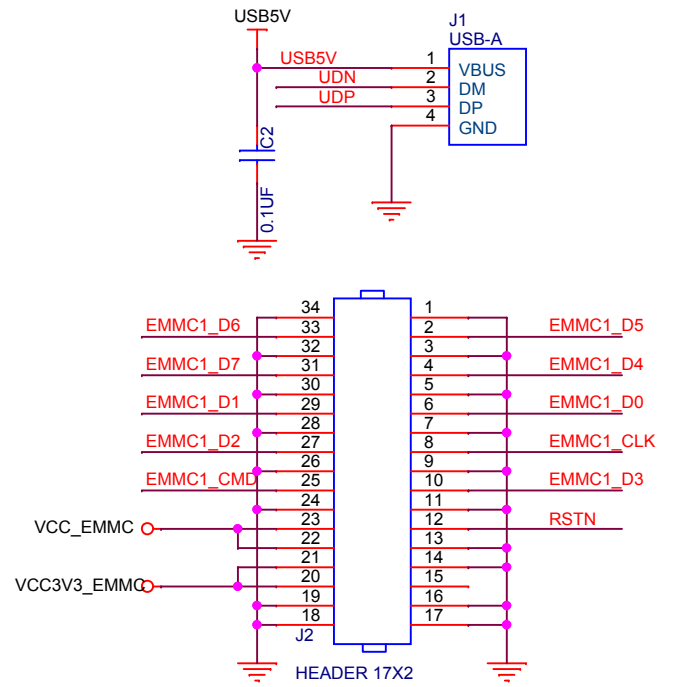 USB5V
J1
USB-A
USB5V 1 VBUS
UDN 2 DM
UDP 3 DP
4 GND
C2
0.1UF
34 1
EMMC1_D6 33 2 EMMC1_D5
32 3
EMMC1_D7 31 4 EMMC1_D4
30 5
EMMC1_D1 29 6 EMMC1_D0
28 7
EMMC1_D2 27 8 EMMC1_CLK
26 9
EMMC1_CMD 25 10 EMMC1_D3
24 11
VCC_EMMC 23 12 RSTN
22 13
21 14
VCC3V3_EMMC 20 15
19 16
18 17
J2
HEADER 17X2